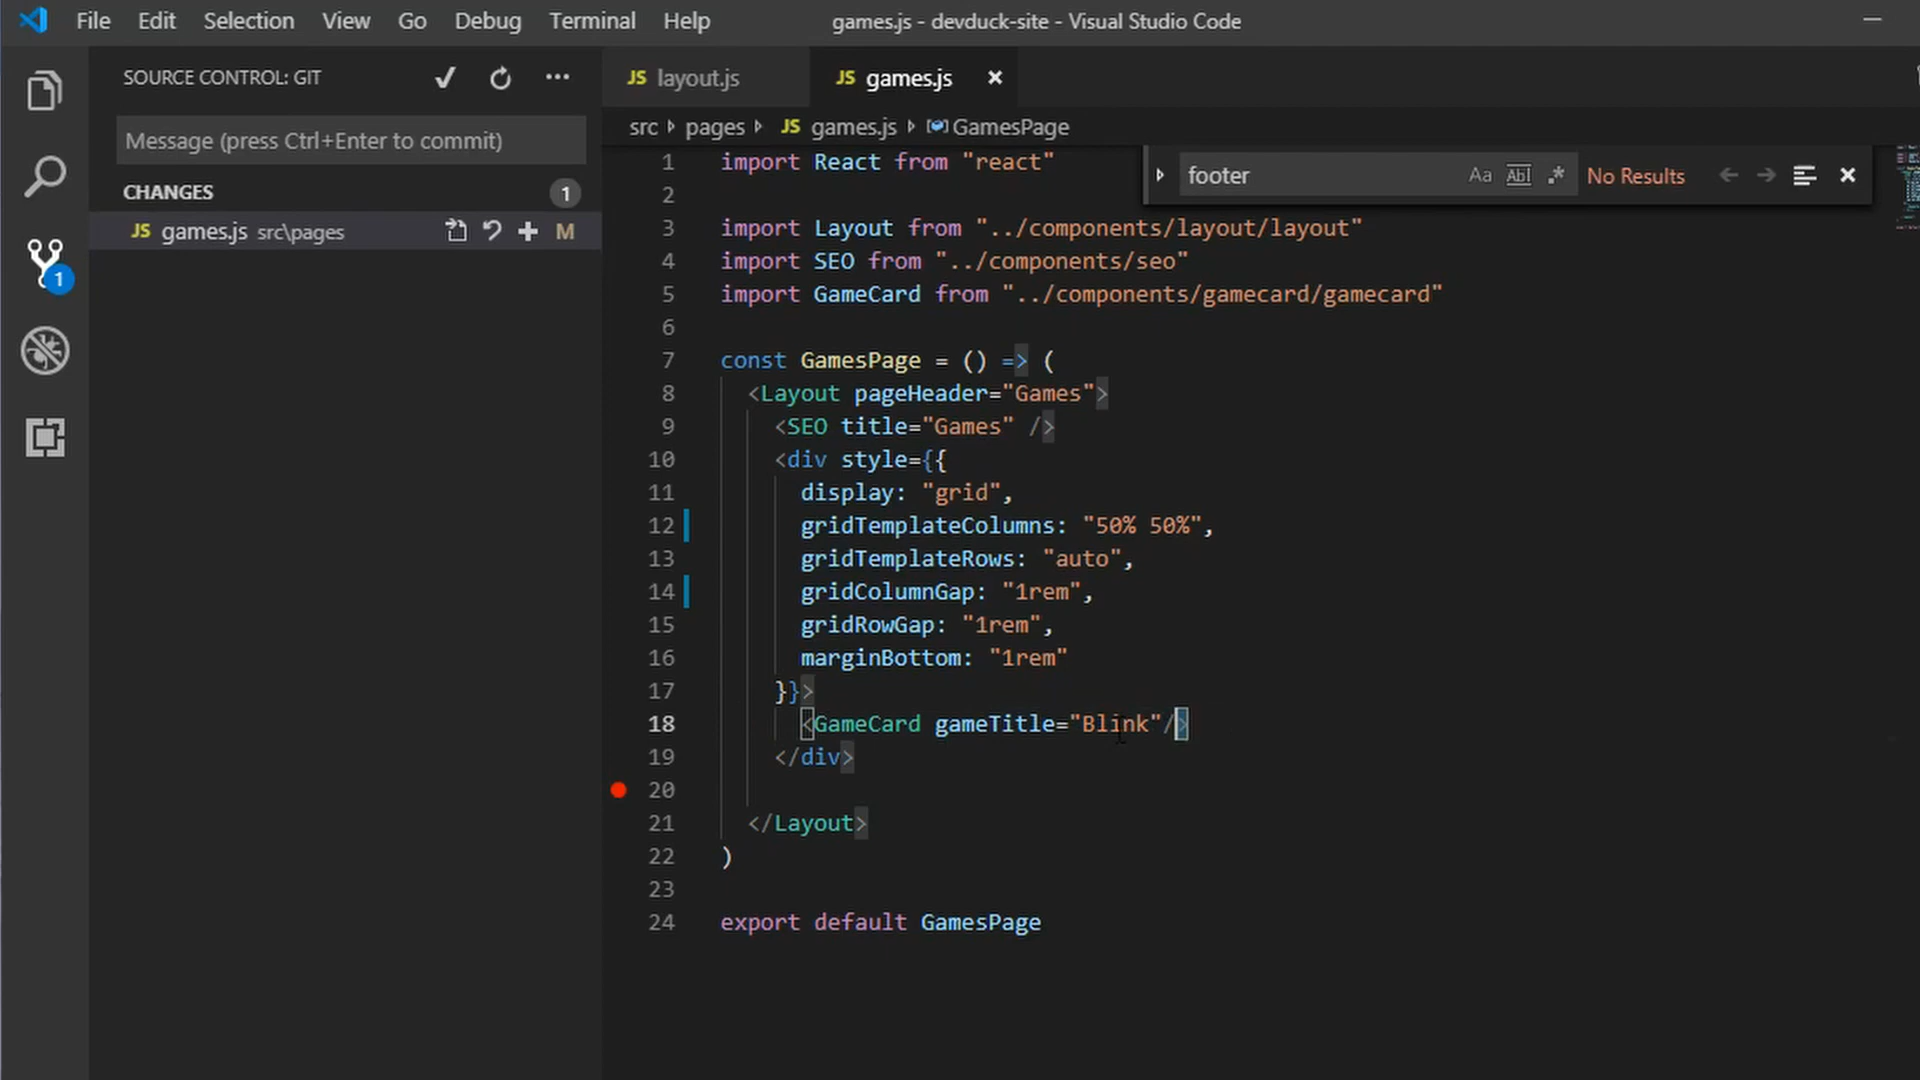 File Edit Selection View Go Debug Terminal Help games.js - devduck-site - Visual Studio Code
SOURCE CONTROL: GIT
Message (press Ctrl+Enter to commit)
CHANGES 1
JS games.js src\pages M
1
JS layout.js JS games.js
src pages JS games.js GamesPage
footer Aa Abl .* No Results
1 import React from "react"
2
3 import Layout from "../components/layout/layout"
4 import SEO from "../components/seo"
5 import GameCard from "../components/gamecard/gamecard"
6
7 const GamesPage = () => (
8 <Layout pageHeader="Games">
9 <SEO title="Games" />
10 <div style={{
11 display: "grid",
12 gridTemplateColumns: "50% 50%",
13 gridTemplateRows: "auto",
14 gridColumnGap: "1rem",
15 gridRowGap: "1rem",
16 marginBottom: "1rem"
17 }}>
18 <GameCard gameTitle="Blink"/>
19 </div>
20
21 </Layout>
22 )
23
24 export default GamesPage